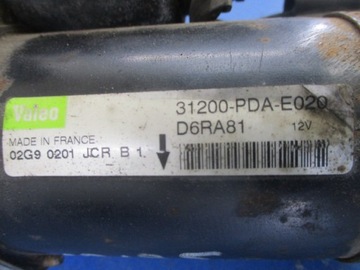 Valeo
31200-PDA-E020
D6RA81 12V
MADE IN FRANCE
02G9 0201 JCR B 1.